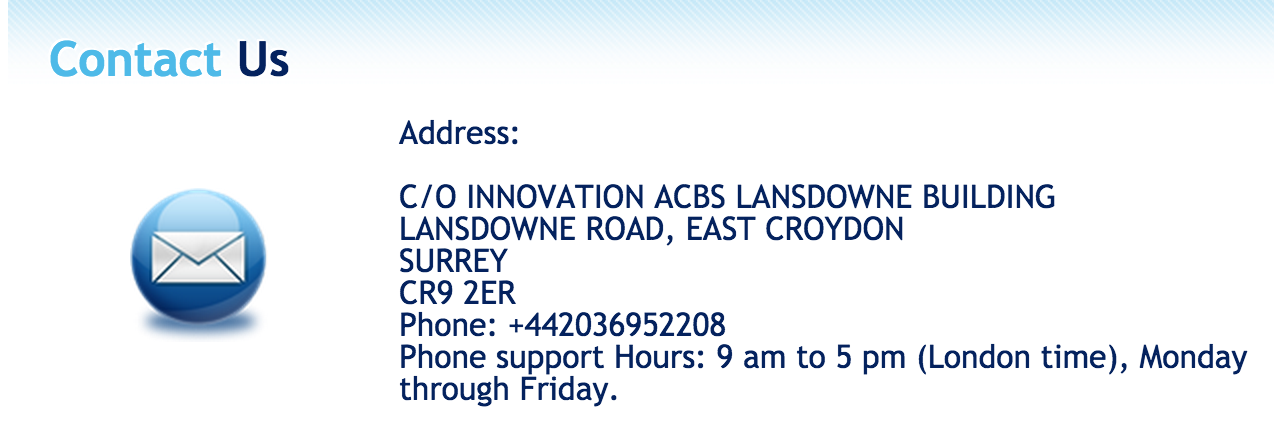 Contact Us
Address:
C/O INNOVATION ACBS LANSDOWNE BUILDING
LANSDOWNE ROAD, EAST CROYDON
SURREY
CR9 2ER
Phone: +442036952208
Phone support Hours: 9 am to 5 pm (London time), Monday
through Friday.